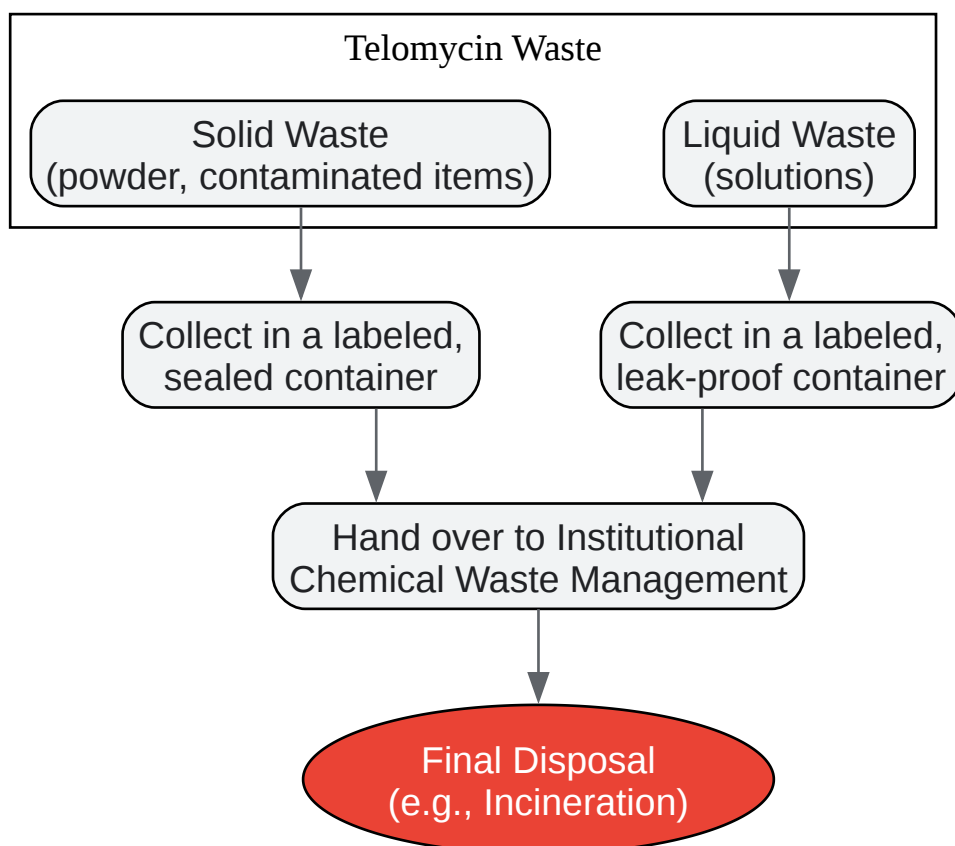 Telomycin Waste
Solid Waste
(powder, contaminated items)
Liquid Waste
(solutions)
Collect in a labeled,
sealed container
Collect in a labeled,
leak-proof container
Hand over to Institutional
Chemical Waste Management
Final Disposal
(e.g., Incineration)